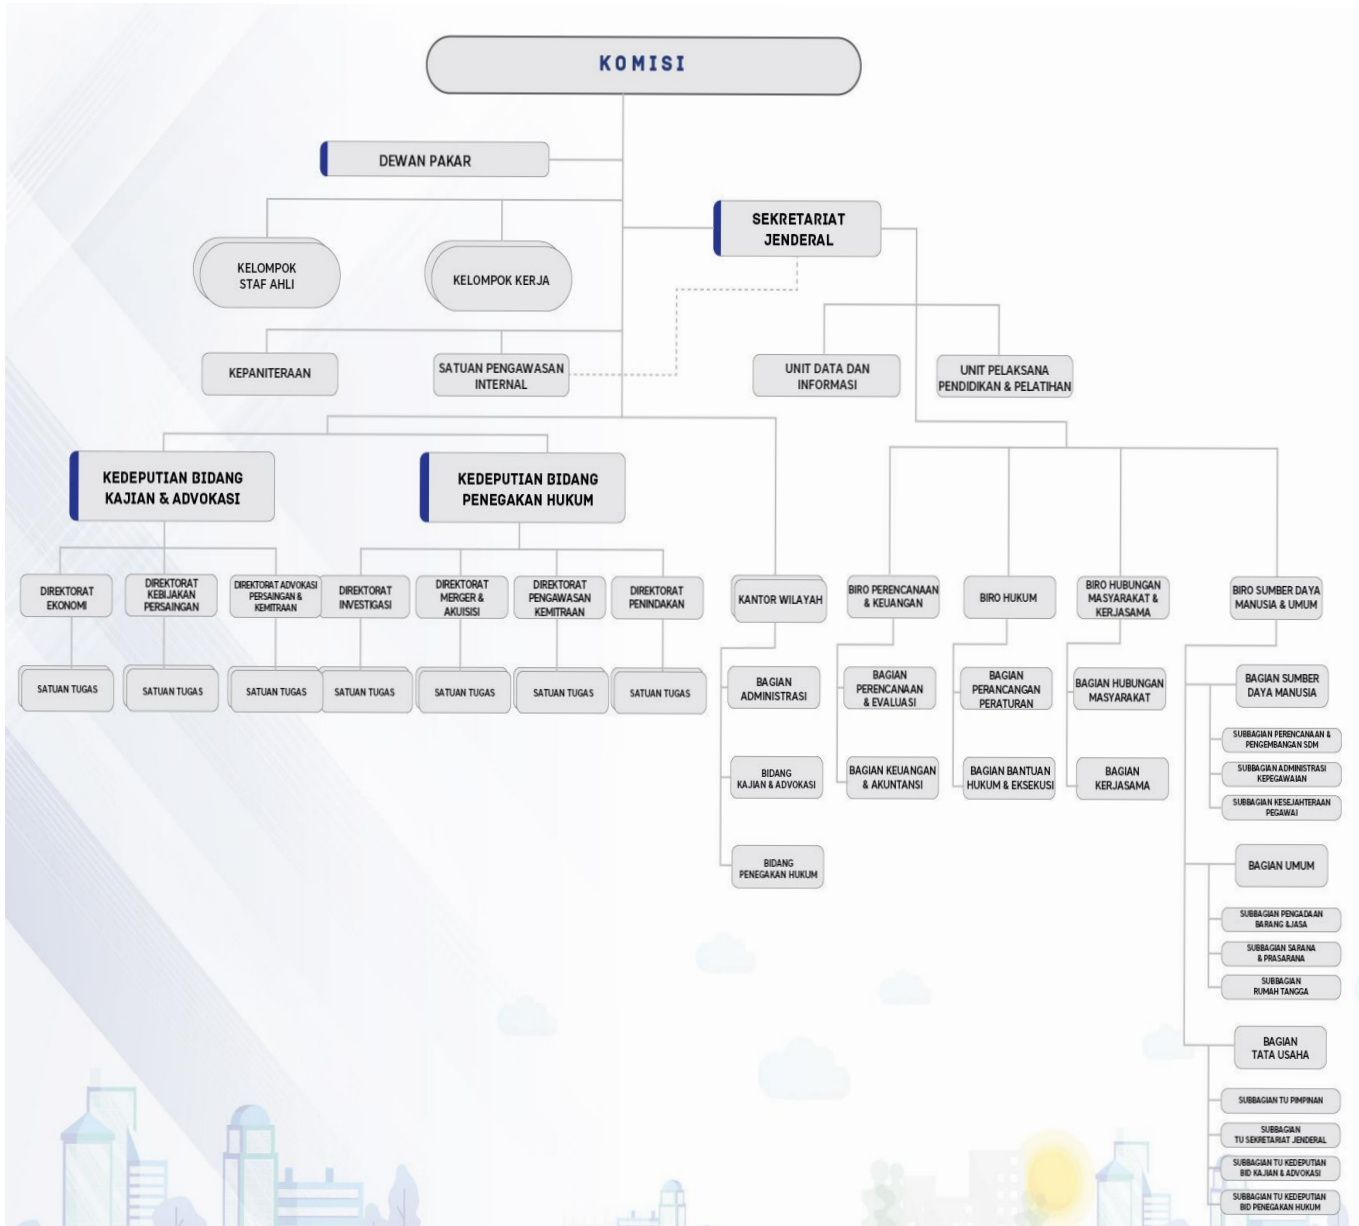 KOMISI
DEWAN PAKAR
SEKRETARIAT
JENDERAL
KELOMPOK
STAF AHLI
KELOMPOK KERJA
KEPANITERAAN
SATUAN PENGAWASAN
INTERNAL
UNIT DATA DAN
INFORMASI
UNIT PELAKSANA
PENDIDIKAN & PELATIHAN
KEDEPUTIAN BIDANG
KAJIAN & ADVOKASI
KEDEPUTIAN BIDANG
PENEGAKAN HUKUM
DIREKTORAT
EKONOMI
DIREKTORAT
KEBIJAKAN
PERSAINGAN
DIREKTORAT ADVOKASI
PERSAINGAN &
KEMITRAAN
DIREKTORAT
INVESTIGASI
DIREKTORAT
MERGER &
AKUISISI
DIREKTORAT
PENGAWASAN
KEMITRAAN
DIREKTORAT
PENINDAKAN
KANTOR WILAYAH
BIRO PERENCANAAN
& KEUANGAN
BIRO HUKUM
BIRO HUBUNGAN
MASYARAKAT &
KERJASAMA
BIRO SUMBER DAYA
MANUSIA & UMUM
SATUAN TUGAS
SATUAN TUGAS
SATUAN TUGAS
SATUAN TUGAS
SATUAN TUGAS
SATUAN TUGAS
SATUAN TUGAS
BAGIAN
ADMINISTRASI
BIDANG
KAJIAN & ADVOKASI
BIDANG
PENEGAKAN HUKUM
BAGIAN
PERENCANAAN
& EVALUASI
BAGIAN KEUANGAN
& AKUNTANSI
BAGIAN
PERANCANGAN
PERATURAN
BAGIAN BANTUAN
HUKUM & EKSEKUSI
BAGIAN HUBUNGAN
MASYARAKAT
BAGIAN
KERJASAMA
BAGIAN SUMBER
DAYA MANUSIA
SUBBAGIAN PERENCANAAN &
PENGEMBANGAN SDM
SUBBAGIAN ADMINISTRASI
KEPEGAWAIAN
SUBBAGIAN KESEJAHTERAAN
PEGAWAI
BAGIAN UMUM
SUBBAGIAN PENGADAAN
BARANG &JASA
SUBBAGIAN SARANA
& PRASARANA
SUBBAGIAN
RUMAH TANGGA
BAGIAN
TATA USAHA
SUBBAGIAN TU PIMPINAN
SUBBAGIAN
TU SEKRETARIAT JENDERAL
SUBBAGIAN TU KEDEPUTIAN
BID KAJIAN & ADVOKASI
SUBBAGIAN TU KEDEPUTIAN
BID PENEGAKAN HUKUM